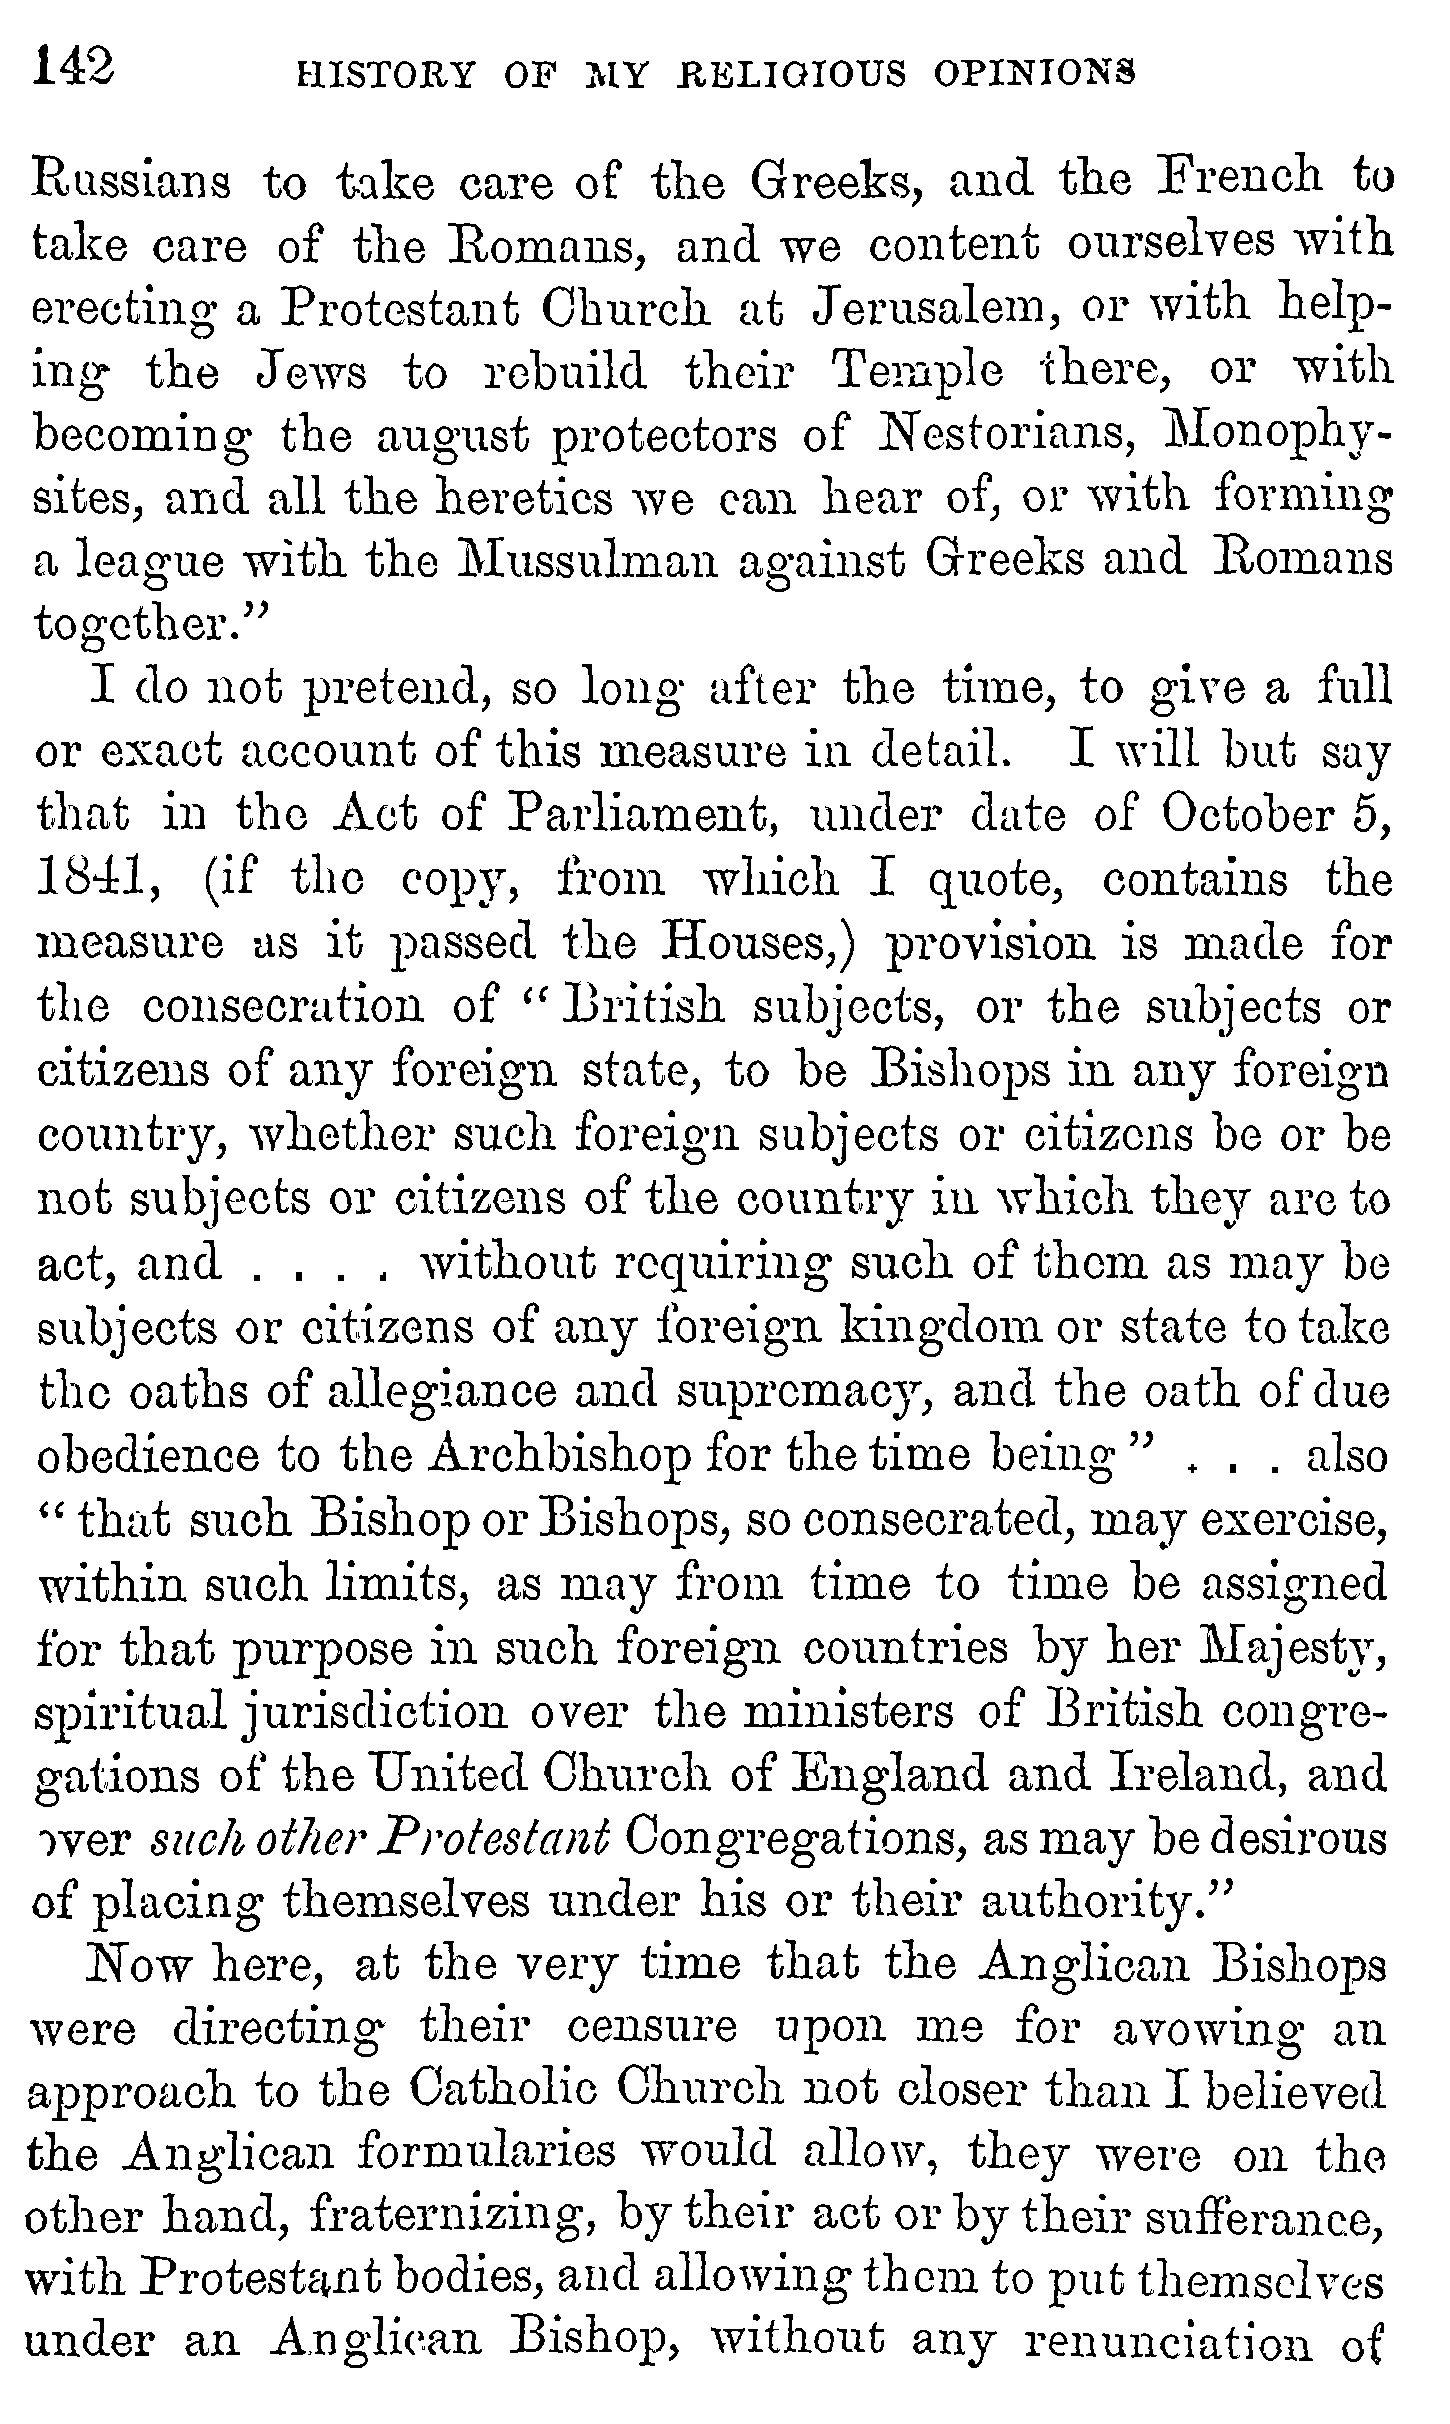 142 HISTORY OF MY RELIGIOUS OPINIONS
Russians to take care of the Greeks, and the French to
take care of the Romans, and we content ourselves with
erecting a Protestant Church at Jerusalem, or with help-
ing the Jews to rebuild their Temple there, or with
becoming the august protectors of Nestorians, Monophy-
sites, and all the heretics we can hear of, or with forming
a league with the Mussulman against Greeks and Romans
together.”
I do not pretend, so long after the time, to give a full
or exact account of this measure in detail. I will but say
that in the Act of Parliament, under date of October 5,
1841, (if the copy, from which I quote, contains the
measure as it passed the Houses,) provision is made for
the consecration of “ British subjects, or the subjects or
citizens of any foreign state, to be Bishops in any foreign
country, whether such foreign subjects or citizens be or be
not subjects or citizens of the country in which they are to
act, and . . . . without requiring such of them as may be
subjects or citizens of any foreign kingdom or state to take
the oaths of allegiance and supremacy, and the oath of due
obedience to the Archbishop for the time being ” . . . also
“ that such Bishop or Bishops, so consecrated, may exercise,
within such limits, as may from time to time be assigned
for that purpose in such foreign countries by her Majesty,
spiritual jurisdiction over the ministers of British congre-
gations of the United Church of England and Ireland, and
over such other Protestant Congregations, as may be desirous
of placing themselves under his or their authority.”
Now here, at the very time that the Anglican Bishops
were directing their censure upon me for avowing an
approach to the Catholic Church not closer than I believed
the Anglican formularies would allow, they were on the
other hand, fraternizing, by their act or by their sufferance,
with Protestant bodies, and allowing them to put themselves
under an Anglican Bishop, without any renunciation of